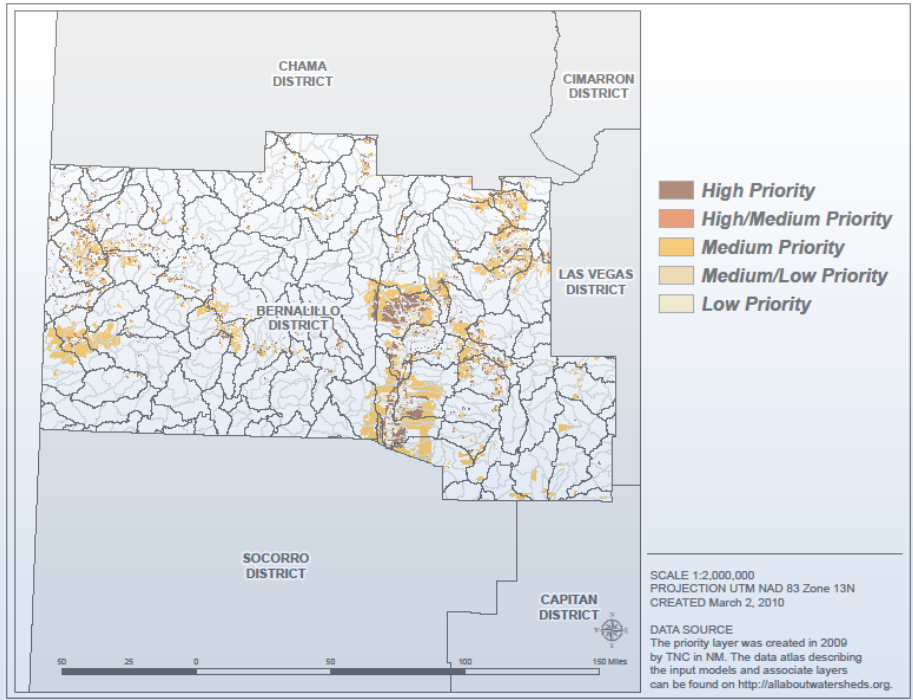 CHAMA
DISTRICT
CIMARRON
DISTRICT
High Priority
High/Medium Priority
Medium Priority
Medium/Low Priority
Low Priority
LAS VEGAS
DISTRICT
BERNALILLO
DISTRICT
SOCORRO
DISTRICT
CAPITAN
DISTRICT
SCALE 1:2,000,000
PROJECTION UTM NAD 83 Zone 13N
CREATED March 2, 2010
DATA SOURCE
The priority layer was created in 2009
by TNC in NM. The data atlas describing
the input models and associate layers
can be found on http://allaboutwatersheds.org.
50 25 0 50 100 150 Miles